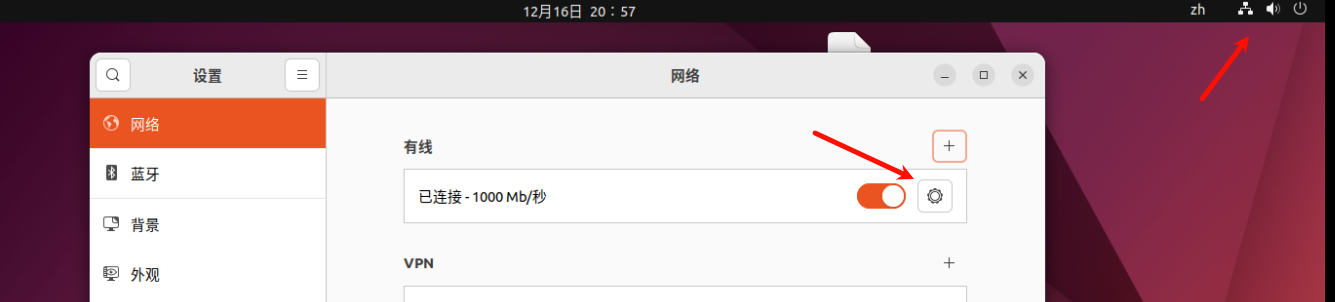 12月16日 20：57
zh
设置
网络
网络
蓝牙
背景
外观
有线
已连接 - 1000 Mb/秒
VPN